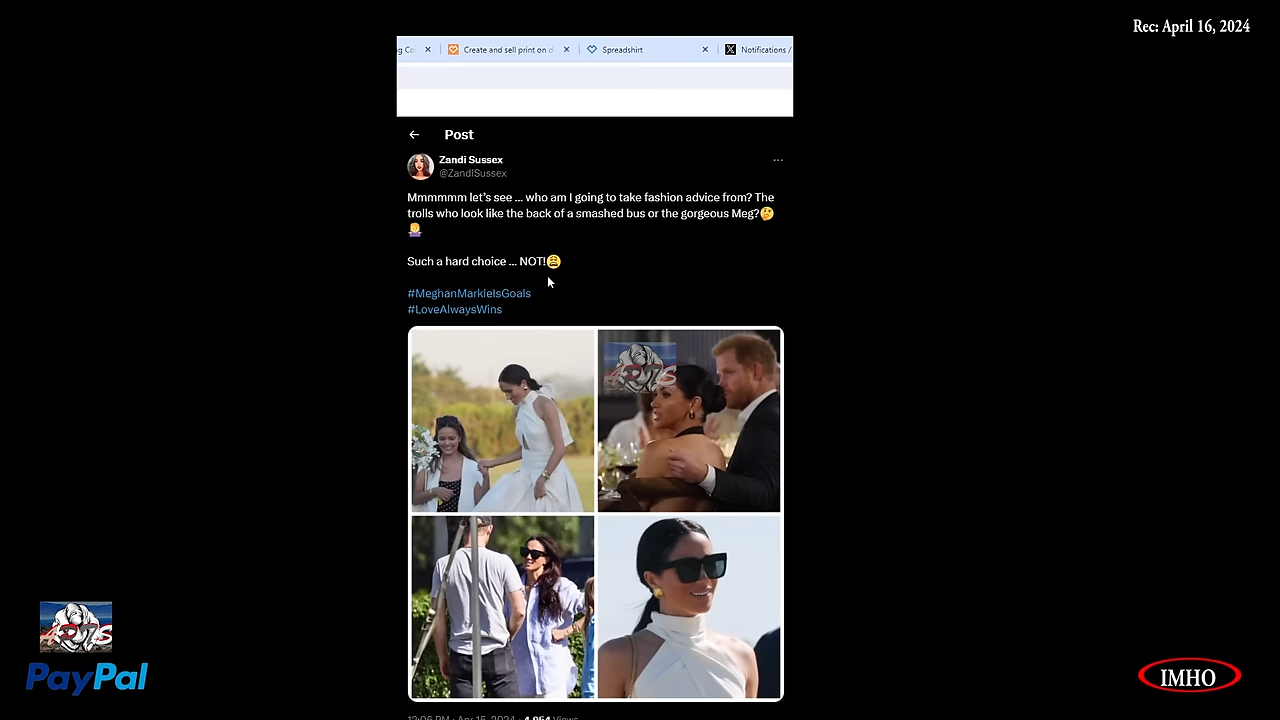 Rec: April 16, 2024
Create and sell print on d
Spreadshirt
Notifications /
Post
Zandi Sussex
@ZandiSussex
Mmmmmm let's see ... who am I going to take fashion advice from? The
trolls who look like the back of a smashed bus or the gorgeous Meg?🤔
🤷‍♀️
Such a hard choice ... NOT!😩
#MeghanMarkleIsGoals
#LoveAlwaysWins
PayPal
IMHO